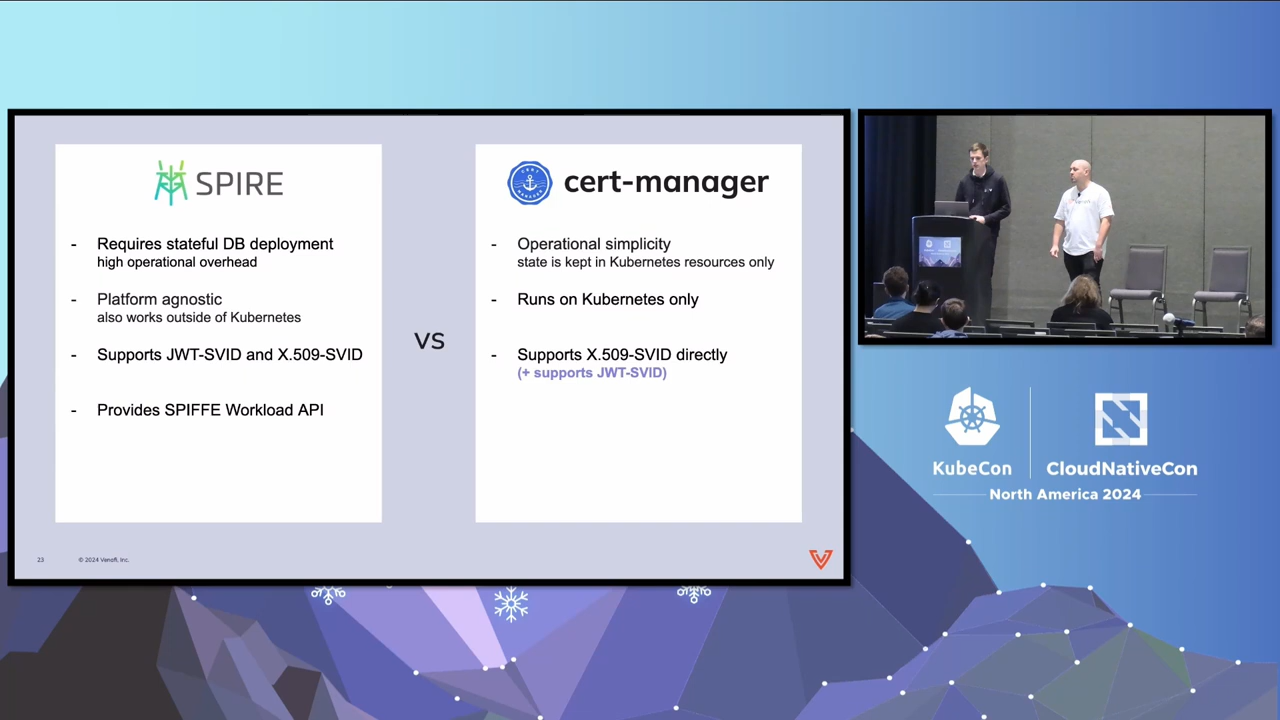 SPIRE
- Requires stateful DB deployment
high operational overhead
- Platform agnostic
also works outside of Kubernetes
- Supports JWT-SVID and X.509-SVID
- Provides SPIFFE Workload API
vs
CERT
MANAGER
cert-manager
- Operational simplicity
state is kept in Kubernetes resources only
- Runs on Kubernetes only
- Supports X.509-SVID directly
(+ supports JWT-SVID)
23
© 2024 Venafi, Inc.
KubeCon
CloudNativeCon
North America 2024